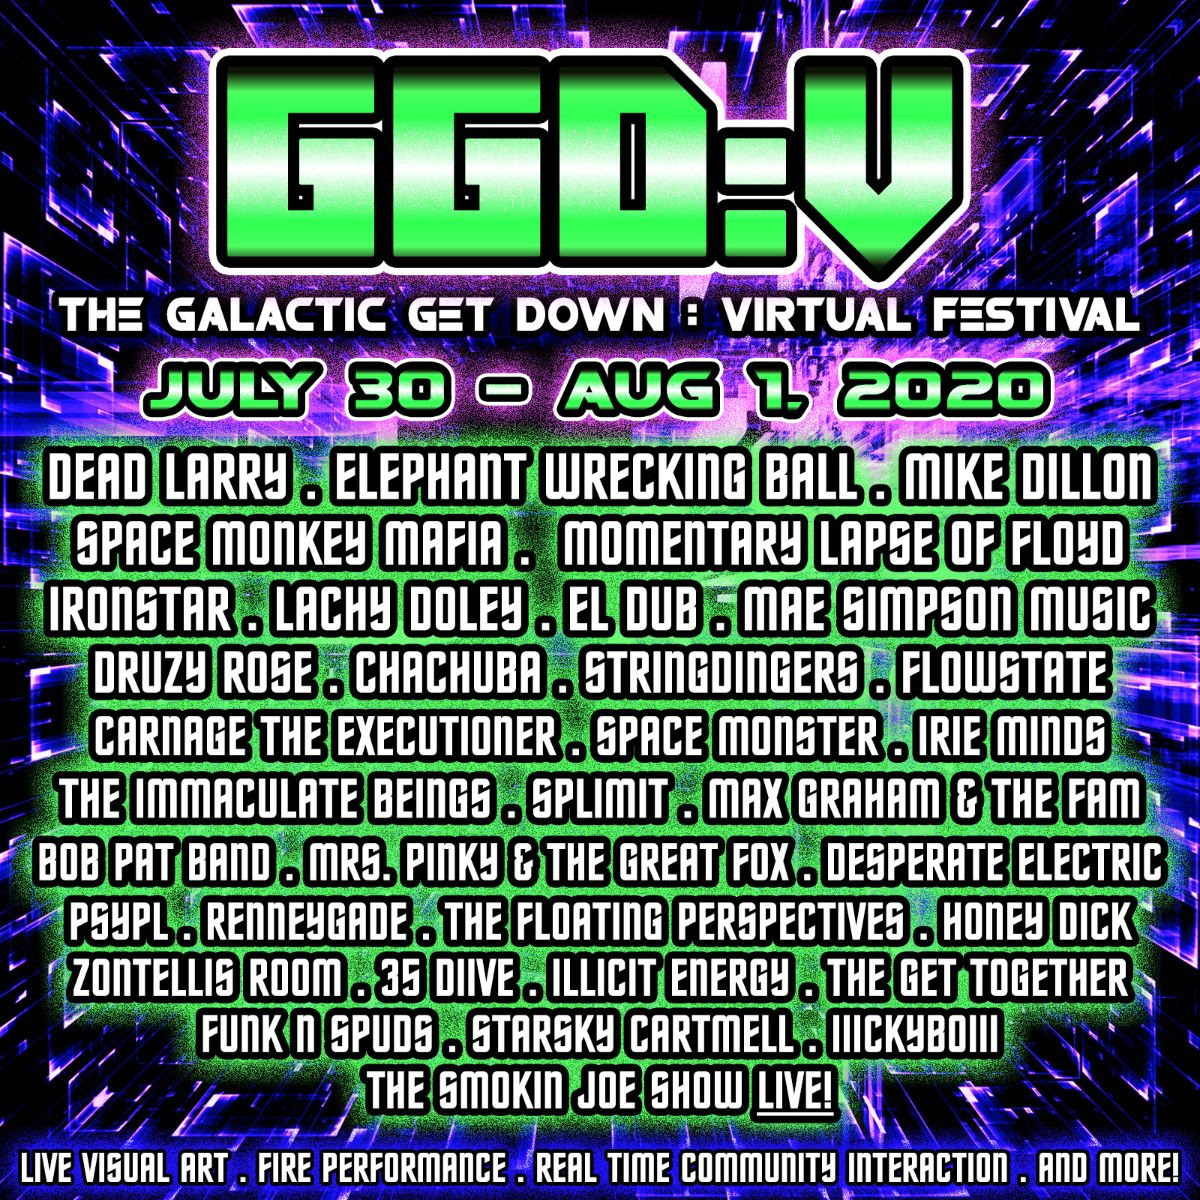 GGD:V
THE GALACTIC GET DOWN : VIRTUAL FESTIVAL
JULY 30 - AUG 1, 2020
DEAD LARRY . ELEPHANT WRECKING BALL . MIKE DILLON
SPACE MONKEY MAFIA . MOMENTARY LAPSE OF FLOYD
IRONSTAR . LACHY DOLEY . EL DUB . MAE SIMPSON MUSIC
DRUZY ROSE . CHACHUBA . STRINGDINGERS . FLOWSTATE
CARNAGE THE EXECUTIONER . SPACE MONSTER . IRIE MINDS
THE IMMACULATE BEINGS . SPLIMIT . MAX GRAHAM & THE FAM
BOB PAT BAND . MRS. PINKY & THE GREAT FOX . DESPERATE ELECTRIC
PSYPL . RENNEYGADE . THE FLOATING PERSPECTIVES . HONEY DICK
ZONTELLIS ROOM . 35 DIIVE . ILLICIT ENERGY . THE GET TOGETHER
FUNK N SPUDS . STARSKY CARTMELL . IIICKYBOIII
THE SMOKIN JOE SHOW LIVE!
LIVE VISUAL ART . FIRE PERFORMANCE . REAL TIME COMMUNITY INTERACTION . AND MORE!